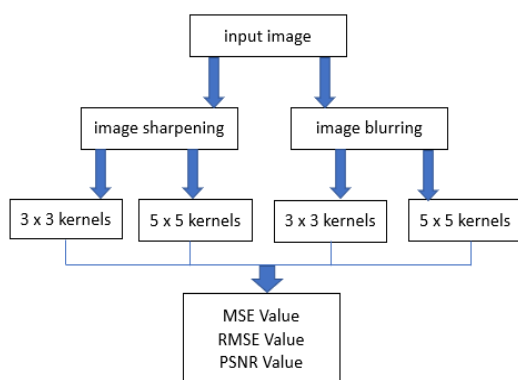 input image
image sharpening
image blurring
3 x 3 kernels
5 x 5 kernels
3 x 3 kernels
5 x 5 kernels
MSE Value
RMSE Value
PSNR Value